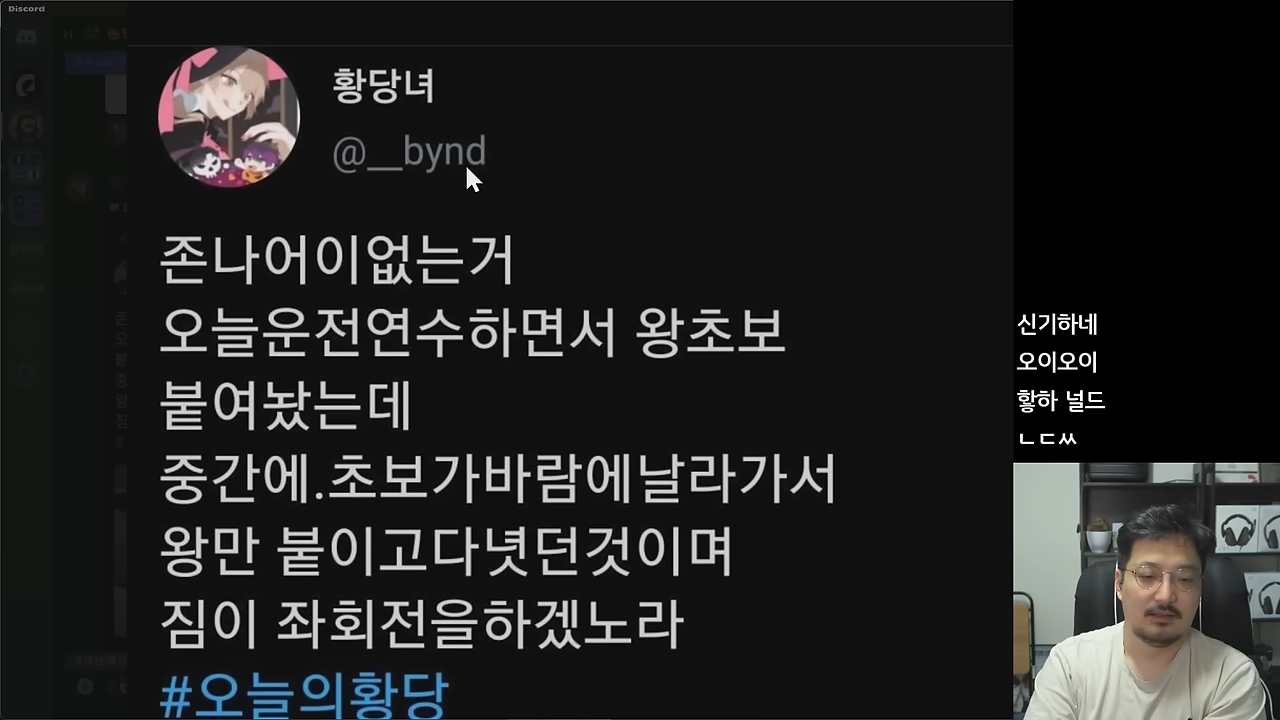 Discord
황당녀
@__bynd
존나어이없는거
오늘운전연수하면서 왕초보
붙여놨는데
중간에.초보가바람에날라가서
왕만 붙이고다녓던것이며
짐이 좌회전을하겠노라
#오늘의황당
신기하네
오이오이
홯하 널드
ㄴㄷㅆ